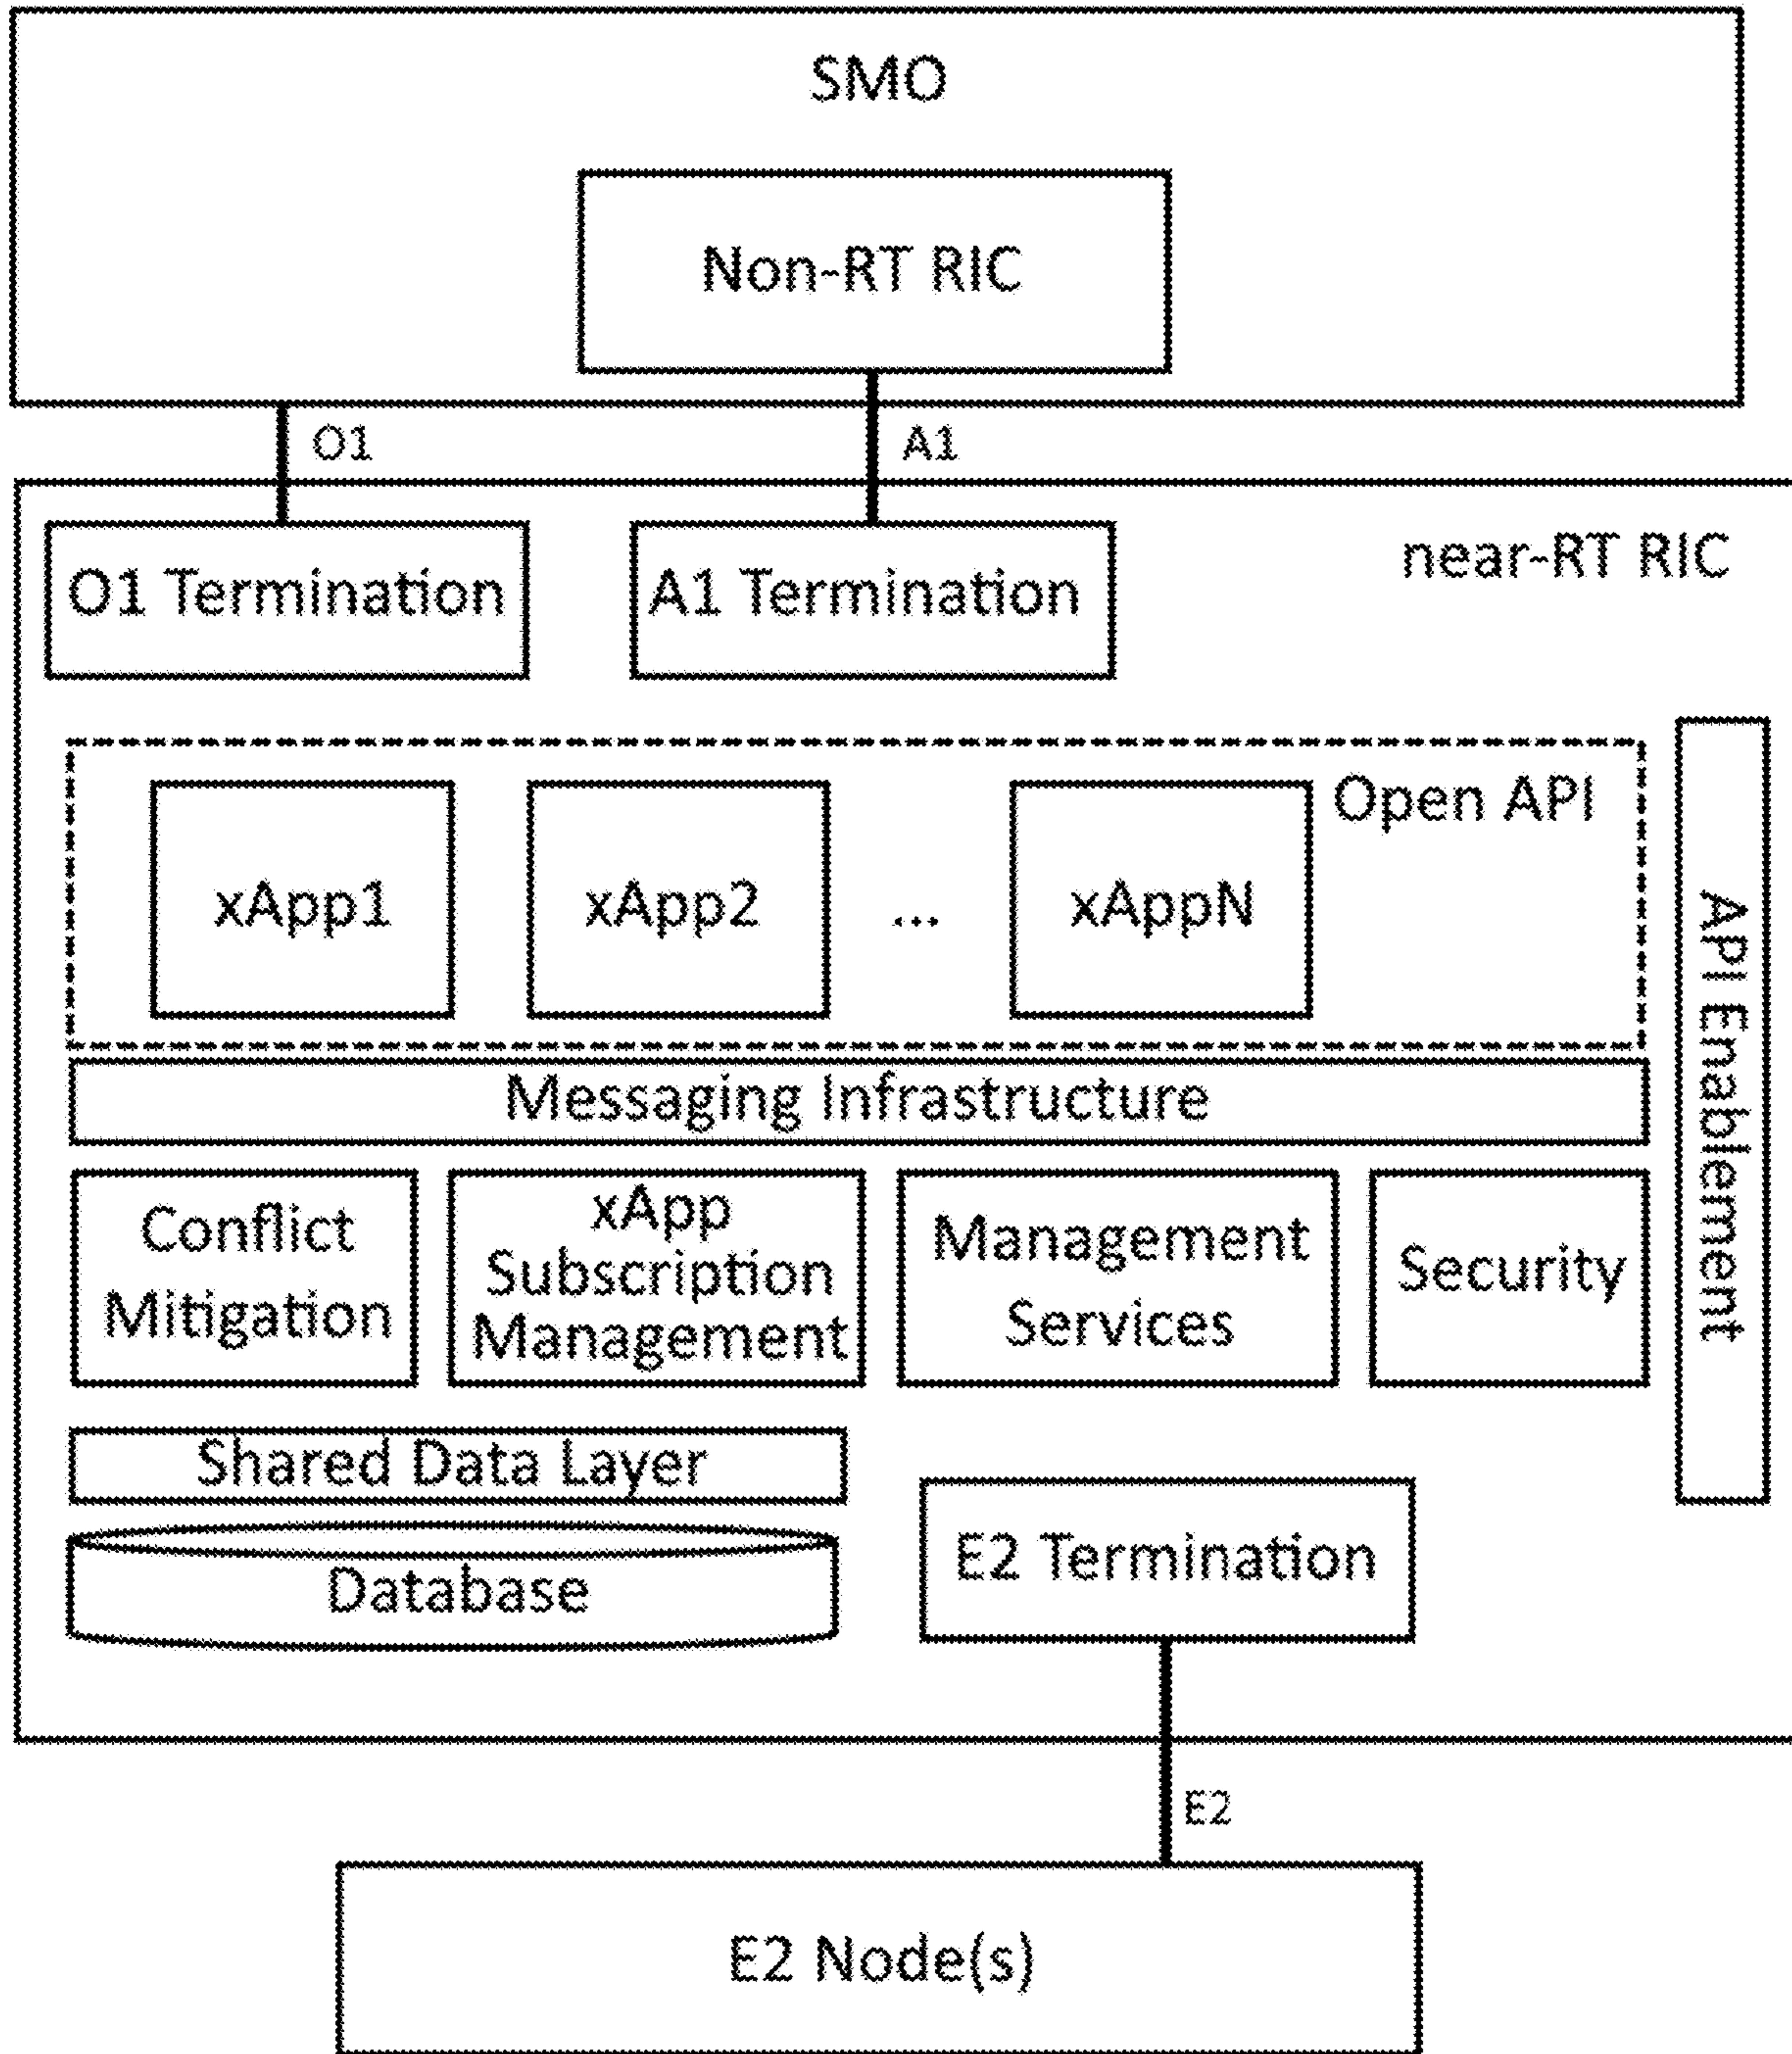 SMO
Non-RT RIC
O1
A1
near-RT RIC
O1 Termination
A1 Termination
Open API
xApp1
xApp2
...
xAppN
API Enablement
Messaging Infrastructure
Conflict
Mitigation
xApp
Subscription
Management
Management
Services
Security
Shared Data Layer
Database
E2 Termination
E2
E2 Node(s)